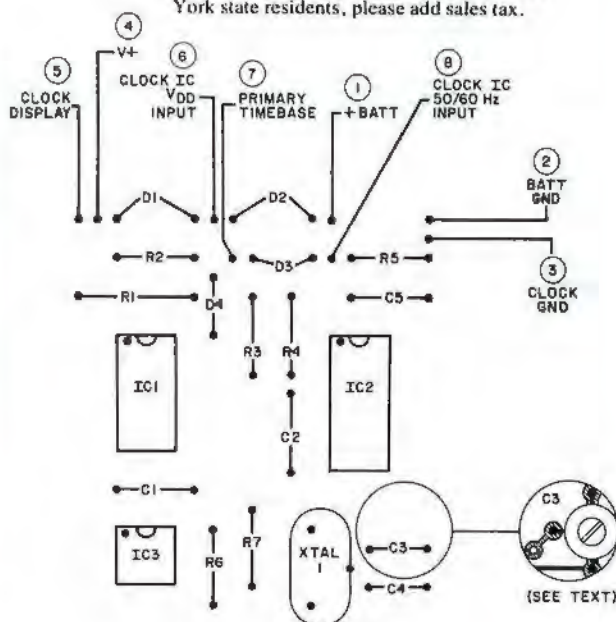 York state residents, please add sales tax.
4
V+
5
CLOCK
DISPLAY
6
CLOCK IC
VDD
INPUT
7
PRIMARY
TIMEBASE
1
+BATT
8
CLOCK IC
50/60 Hz
INPUT
2
BATT
GND
3
CLOCK
GND
D1
D2
R2
D3
R5
R1
D4
C5
R3
R4
IC1
IC2
C2
C1
C3
C3
IC3
R6
R7
XTAL
1
C4
(SEE TEXT)